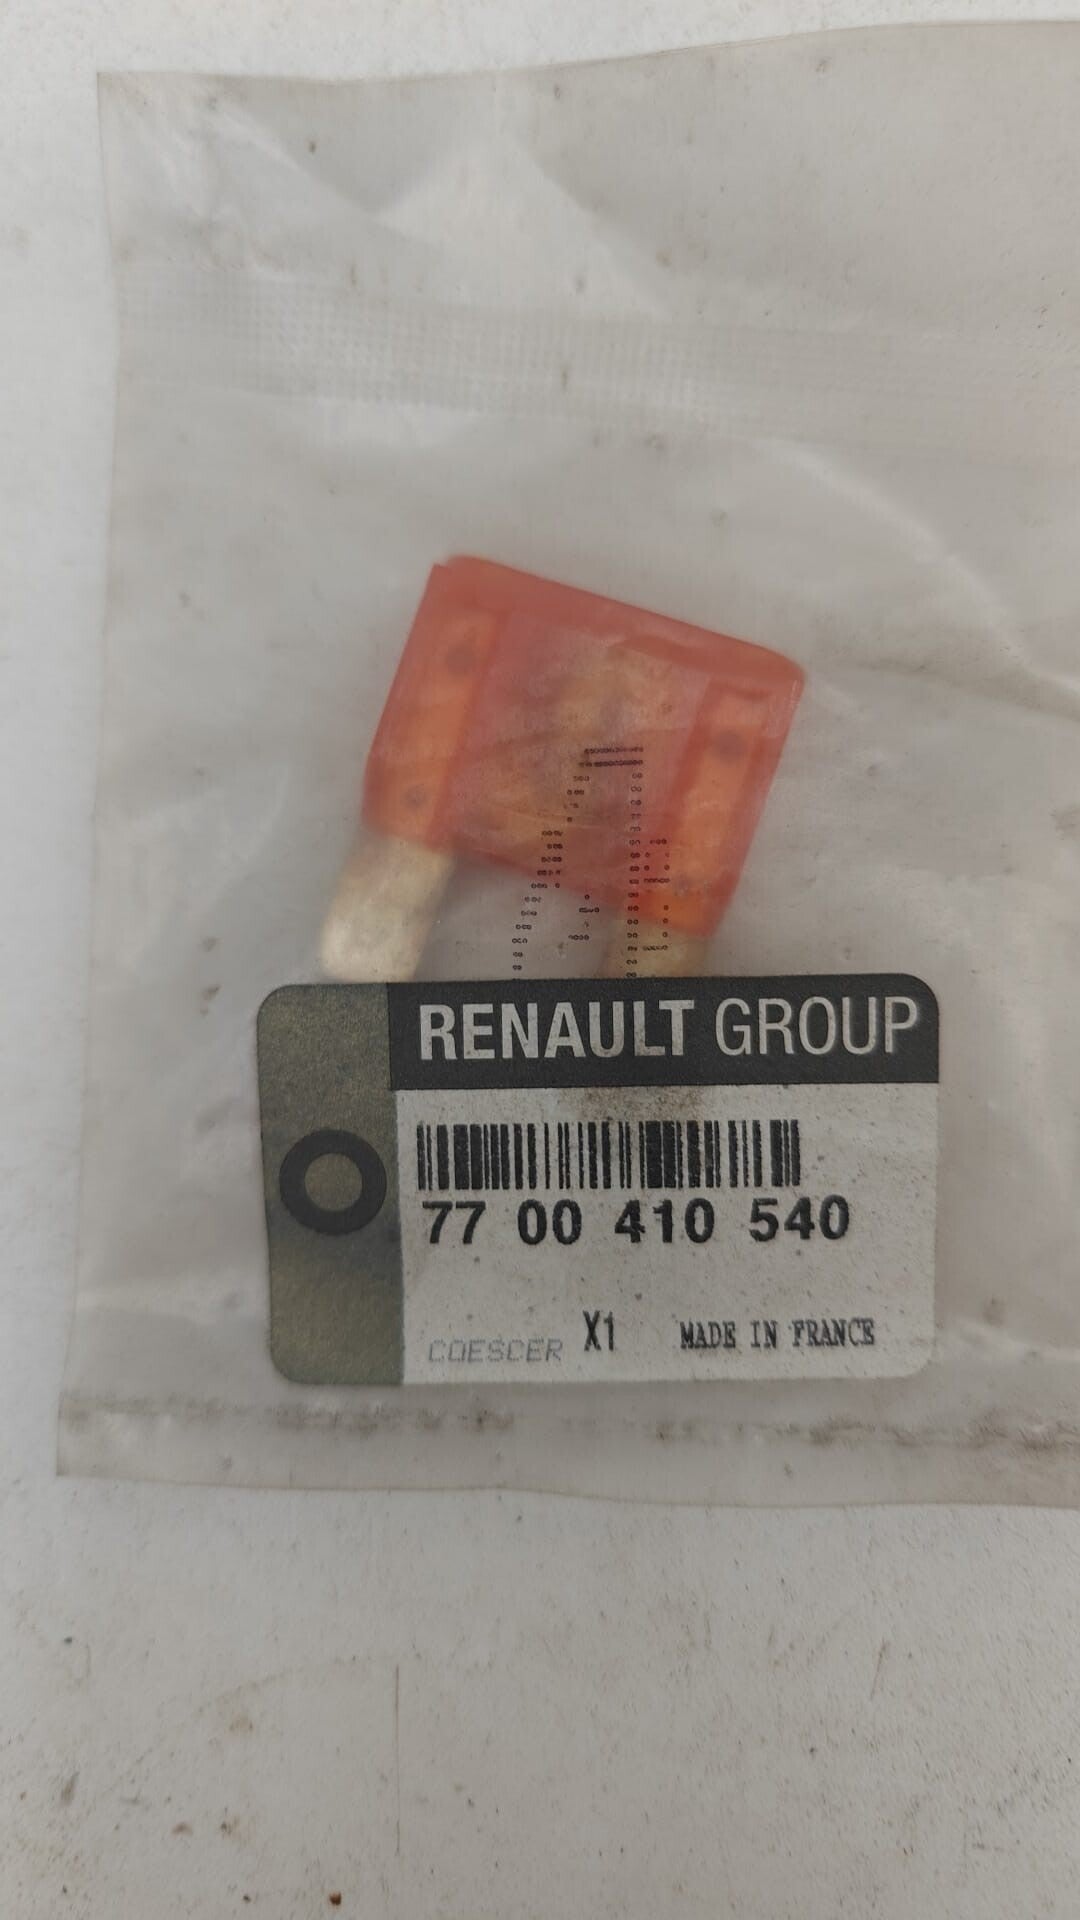 RENAULT GROUP
77 00 410 540
COESCER X1 MADE IN FRANCE